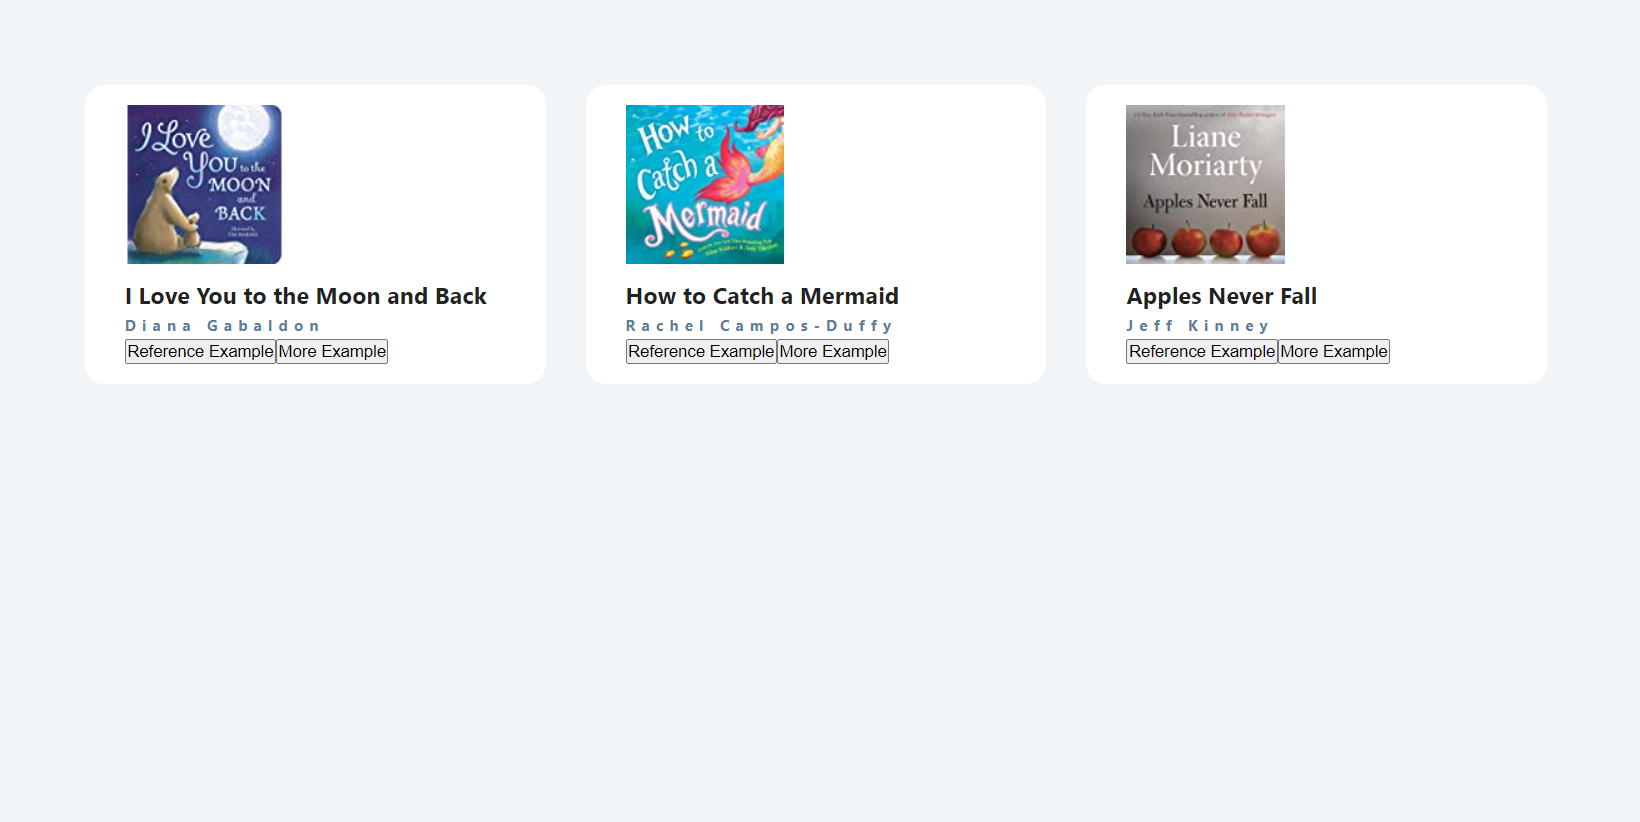 I Love
You to the
MOON
and
BACK
I Love You to the Moon and Back
Diana Gabaldon
Reference Example More Example
How to
Catch a
Mermaid
How to Catch a Mermaid
Rachel Campos-Duffy
Reference Example More Example
Liane
Moriarty
Apples Never Fall
Apples Never Fall
Jeff Kinney
Reference Example More Example